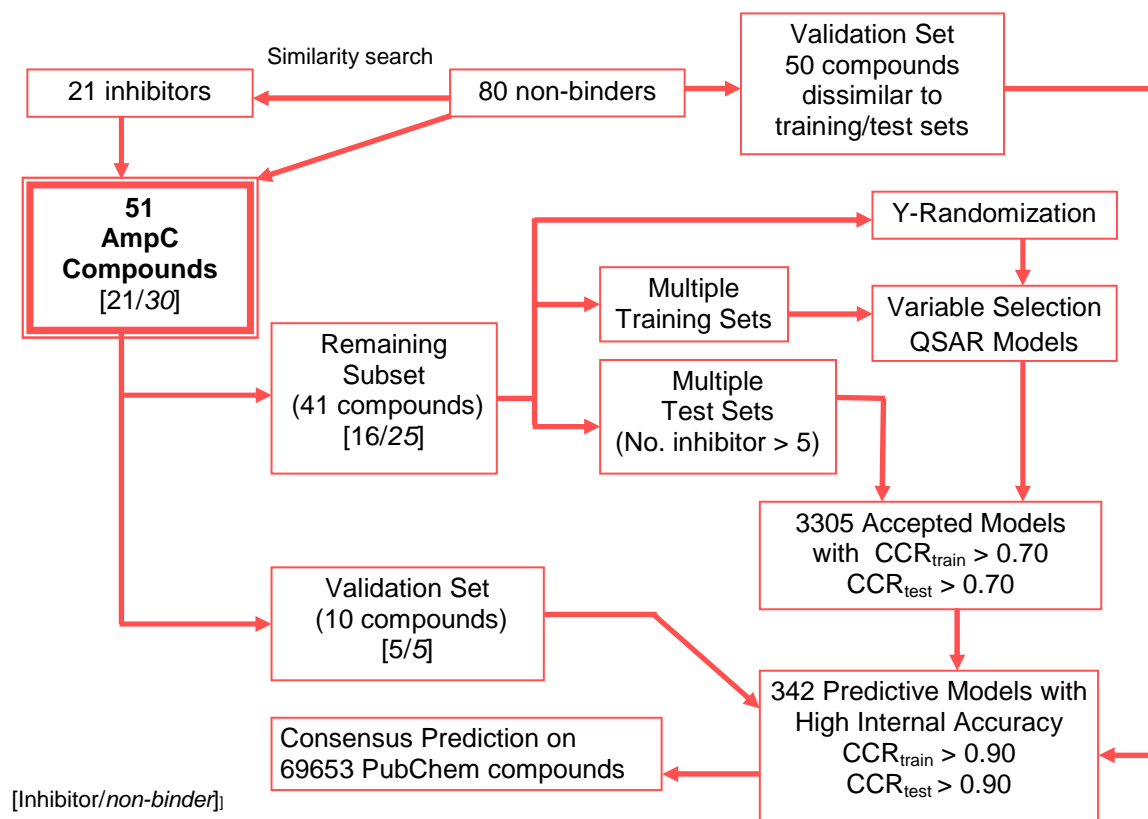 Similarity search
21 inhibitors
80 non-binders
Validation Set
50 compounds
dissimilar to
training/test sets
51
AmpC
Compounds
[21/30]
Y-Randomization
Multiple
Training Sets
Variable Selection
QSAR Models
Remaining
Subset
(41 compounds)
[16/25]
Multiple
Test Sets
(No. inhibitor > 5)
3305 Accepted Models
with CCRtrain > 0.70
CCRtest > 0.70
Validation Set
(10 compounds)
[5/5]
342 Predictive Models with
High Internal Accuracy
CCRtrain > 0.90
CCRtest > 0.90
Consensus Prediction on
69653 PubChem compounds
[Inhibitor/non-binder]]